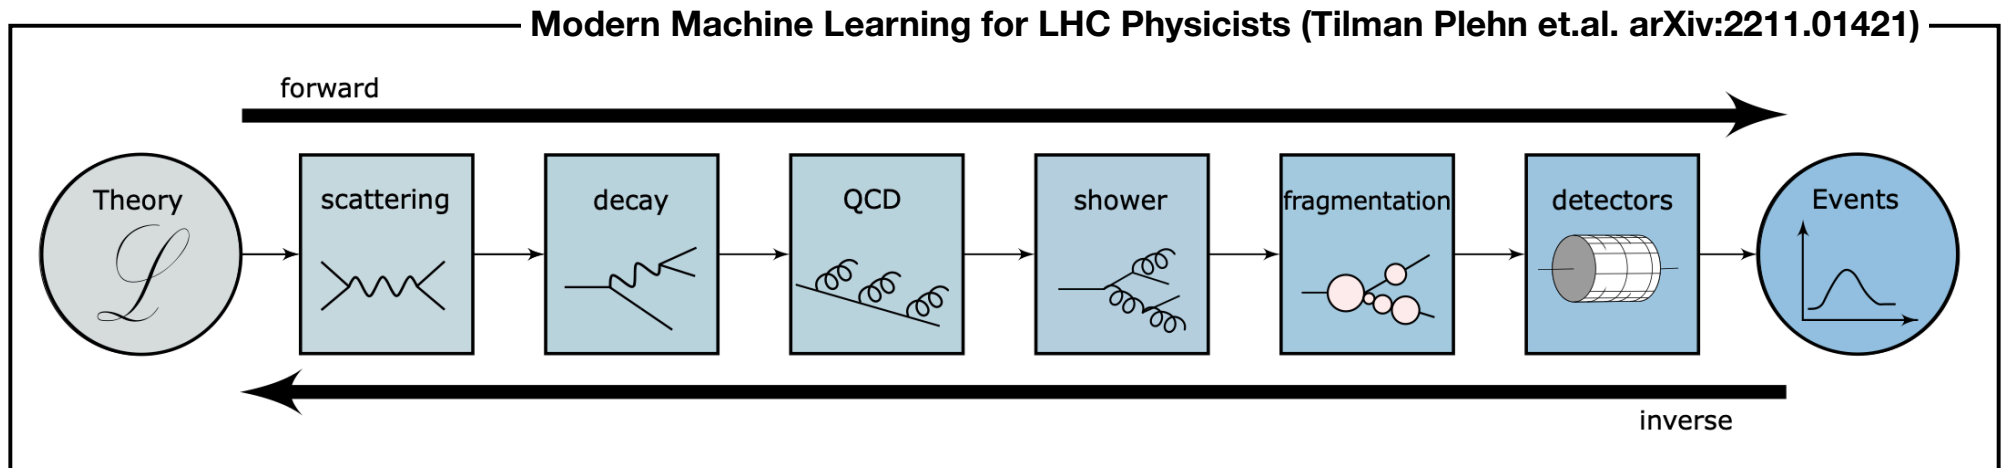 Modern Machine Learning for LHC Physicists (Tilman Plehn et.al. arXiv:2211.01421)
forward
Theory
ℒ
scattering
decay
QCD
shower
fragmentation
detectors
Events
inverse